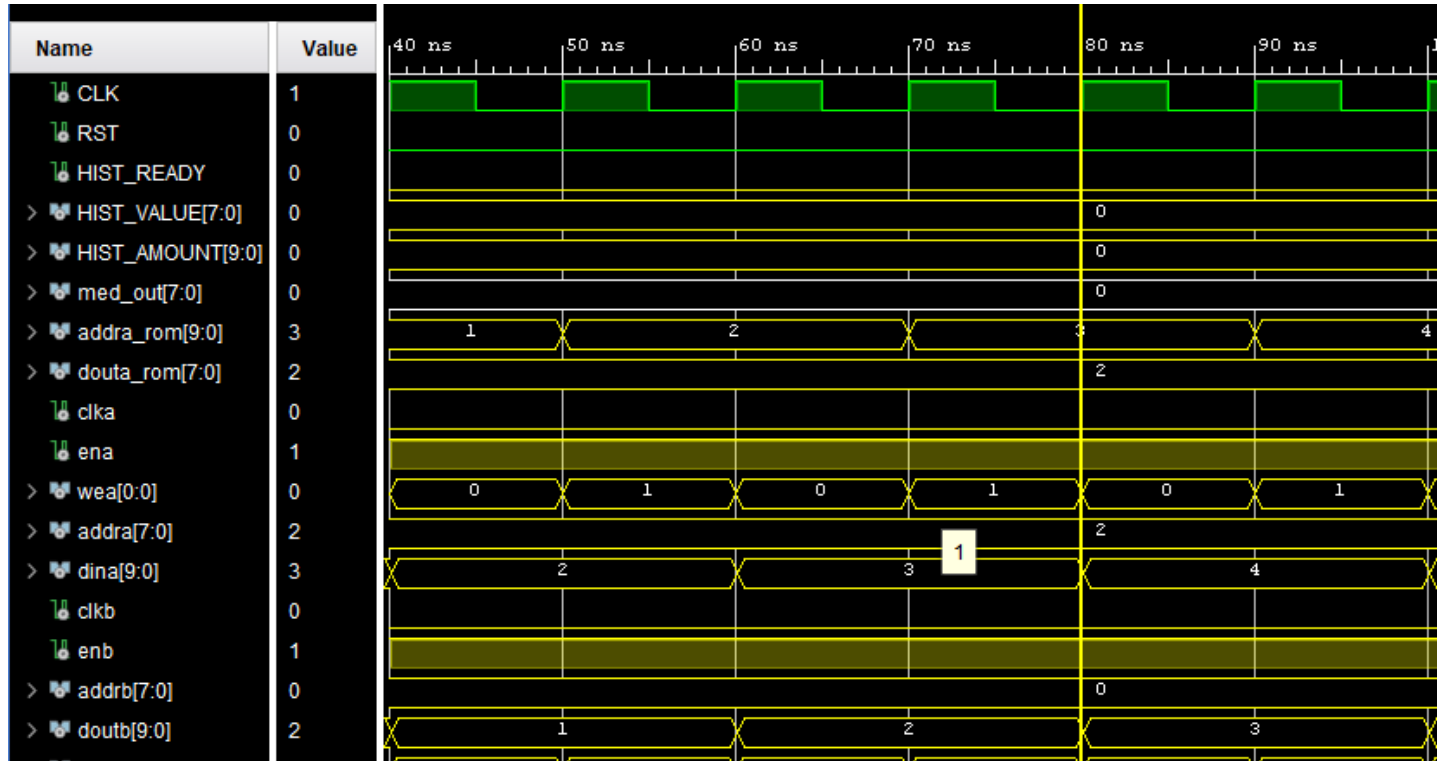 Name Value 40 ns 50 ns 60 ns 70 ns 80 ns 90 ns
CLK 1
RST 0
HIST_READY 0
> HIST_VALUE[7:0] 0 0
> HIST_AMOUNT[9:0] 0 0
> med_out[7:0] 0 0
> addra_rom[9:0] 3 1 2 3 4
> douta_rom[7:0] 2 2
clka 0
ena 1
> wea[0:0] 0 0 1 0 1 0 1
> addra[7:0] 2 2
1
> dina[9:0] 3 2 3 4
clkb 0
enb 1
> addrb[7:0] 0 0
> doutb[9:0] 2 1 2 3